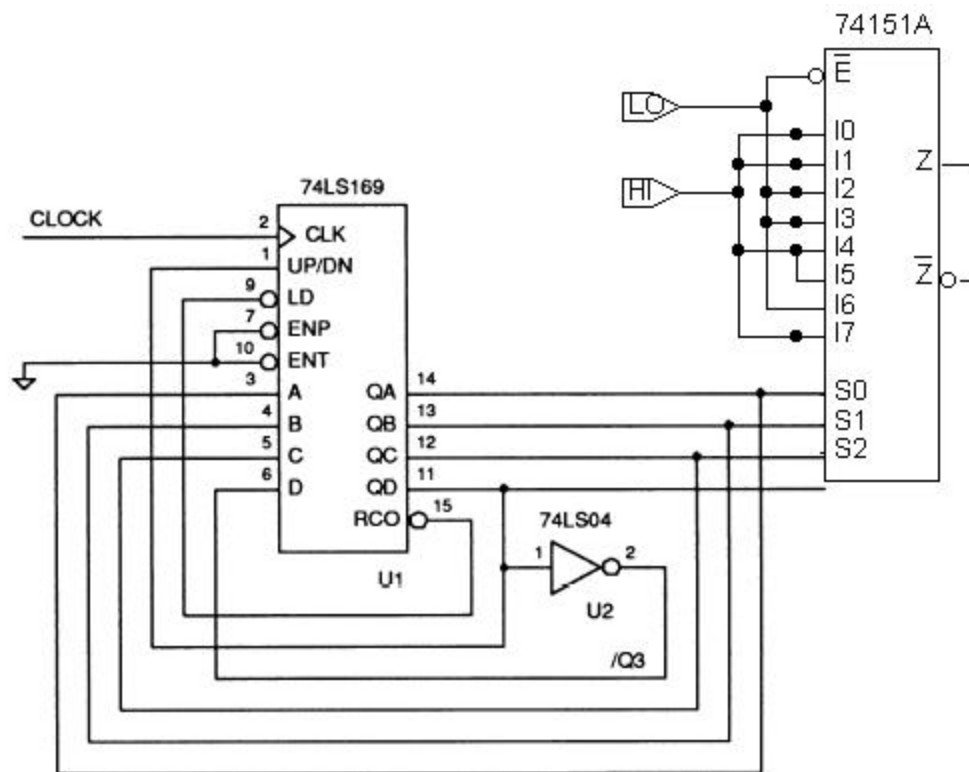 74151A
E
LO
I0
I1 Z
I2
HI
I3
I4
I5 Z
I6
I7
S0
S1
S2
74LS169
CLOCK 2 CLK
1 UP/DN
9 LD
7 ENP
10 ENT
3 A QA 14
4 B QB 13
5 C QC 12
6 D QD 11
RCO 15
U1
74LS04
1 2
U2
/Q3